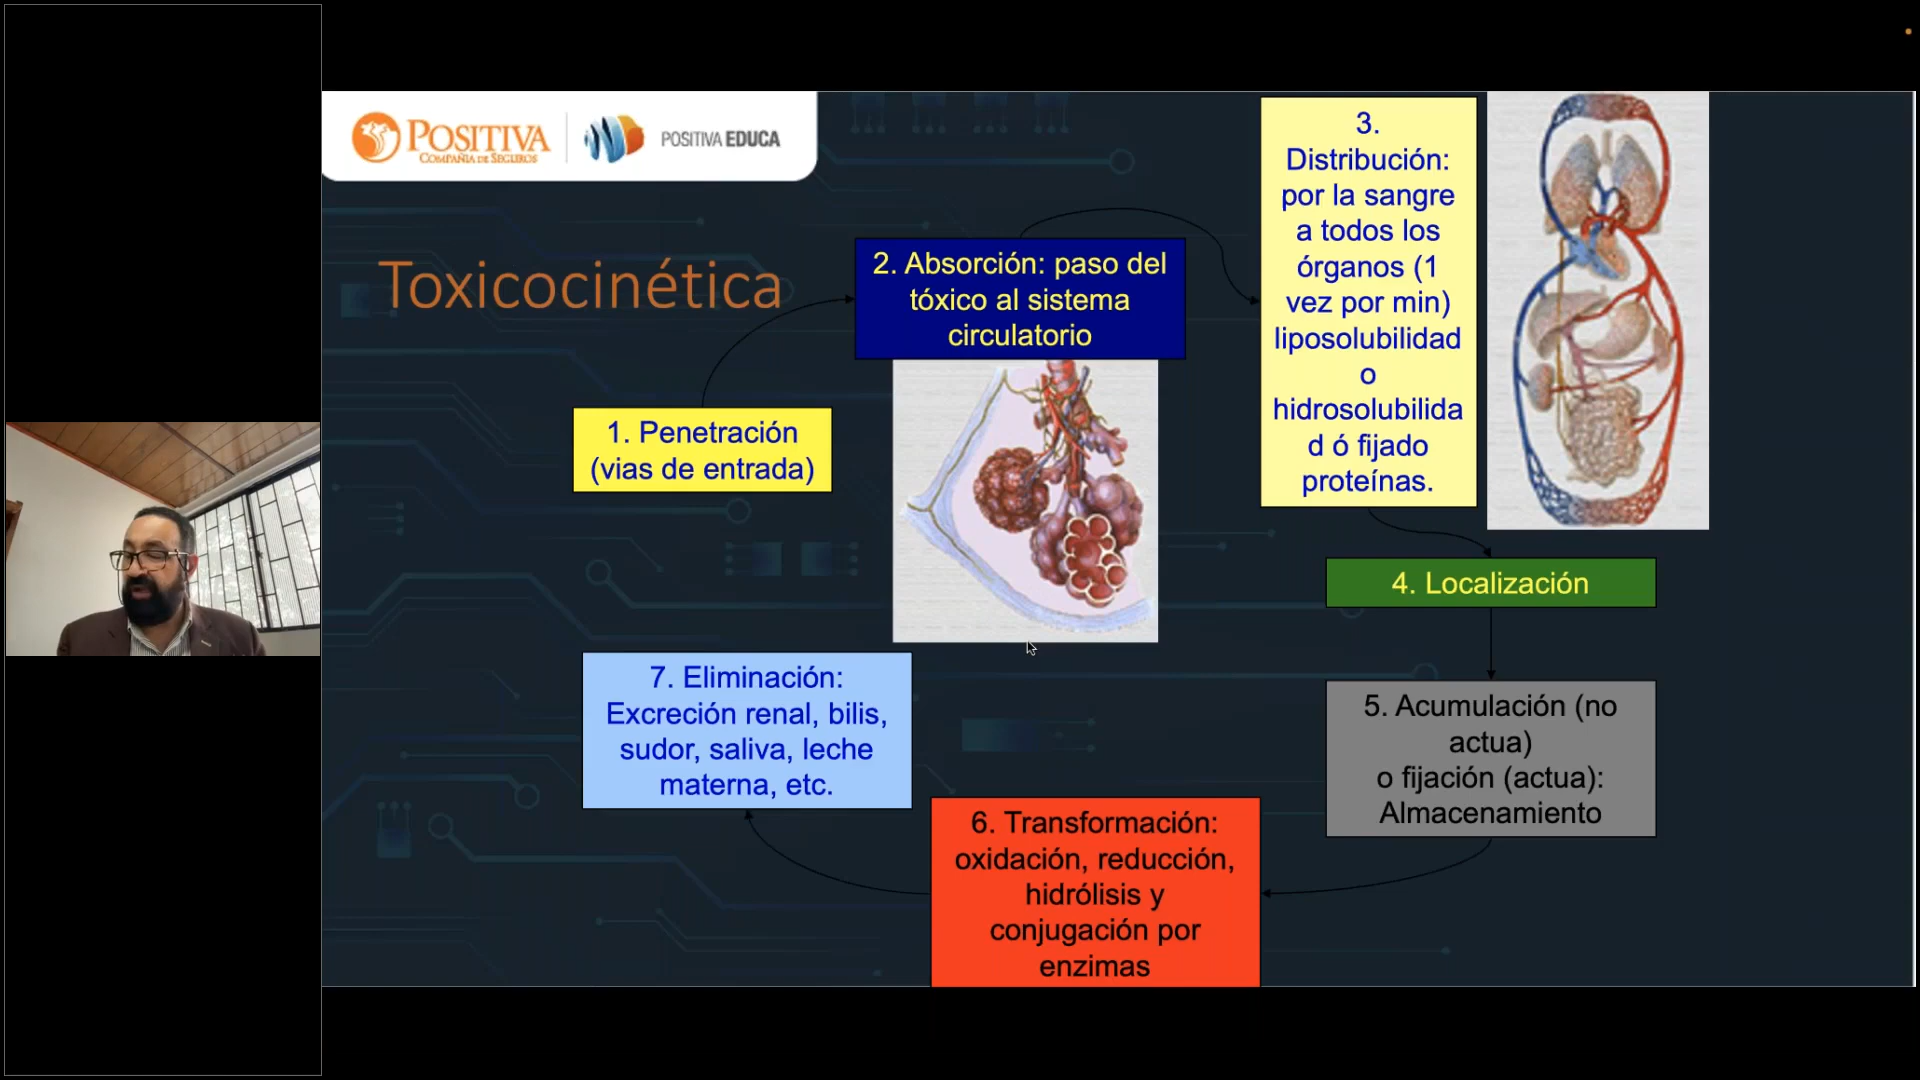 POSITIVA
COMPAÑIA DE SEGUROS
POSITIVA EDUCA
Toxicocinética
1. Penetración
(vias de entrada)
2. Absorción: paso del
tóxico al sistema
circulatorio
3.
Distribución:
por la sangre
a todos los
órganos (1
vez por min)
liposolubilidad
o
hidrosolubilida
d ó fijado
proteínas.
4. Localización
5. Acumulación (no
actua)
o fijación (actua):
Almacenamiento
6. Transformación:
oxidación, reducción,
hidrólisis y
conjugación por
enzimas
7. Eliminación:
Excreción renal, bilis,
sudor, saliva, leche
materna, etc.